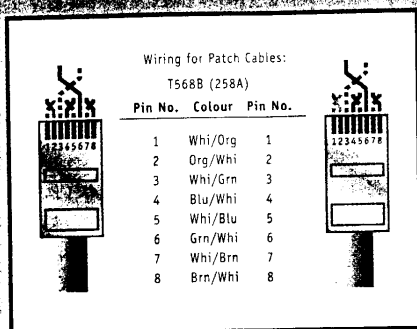 Wiring for Patch Cables:
T568B (258A)
Pin No. Colour Pin No.
12345678
12345678
1 Whi/Org 1
2 Org/Whi 2
3 Whi/Grn 3
4 Blu/Whi 4
5 Whi/Blu 5
6 Grn/Whi 6
7 Whi/Brn 7
8 Brn/Whi 8